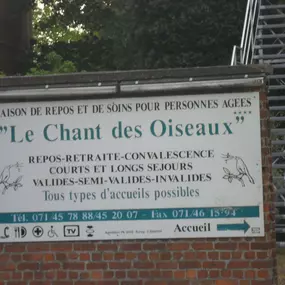 MAISON DE REPOS ET DE SOINS POUR PERSONNES AGEES
"Le Chant des Oiseaux"
REPOS-RETRAITE-CONVALESCENCE
COURTS ET LONGS SEJOURS
VALIDES-SEMI-VALIDES-INVALIDES
Tous types d'accueils possibles
Tél. 071/45 78 88/45 20 07 - Fax 071/46 15/94
TV
Accueil